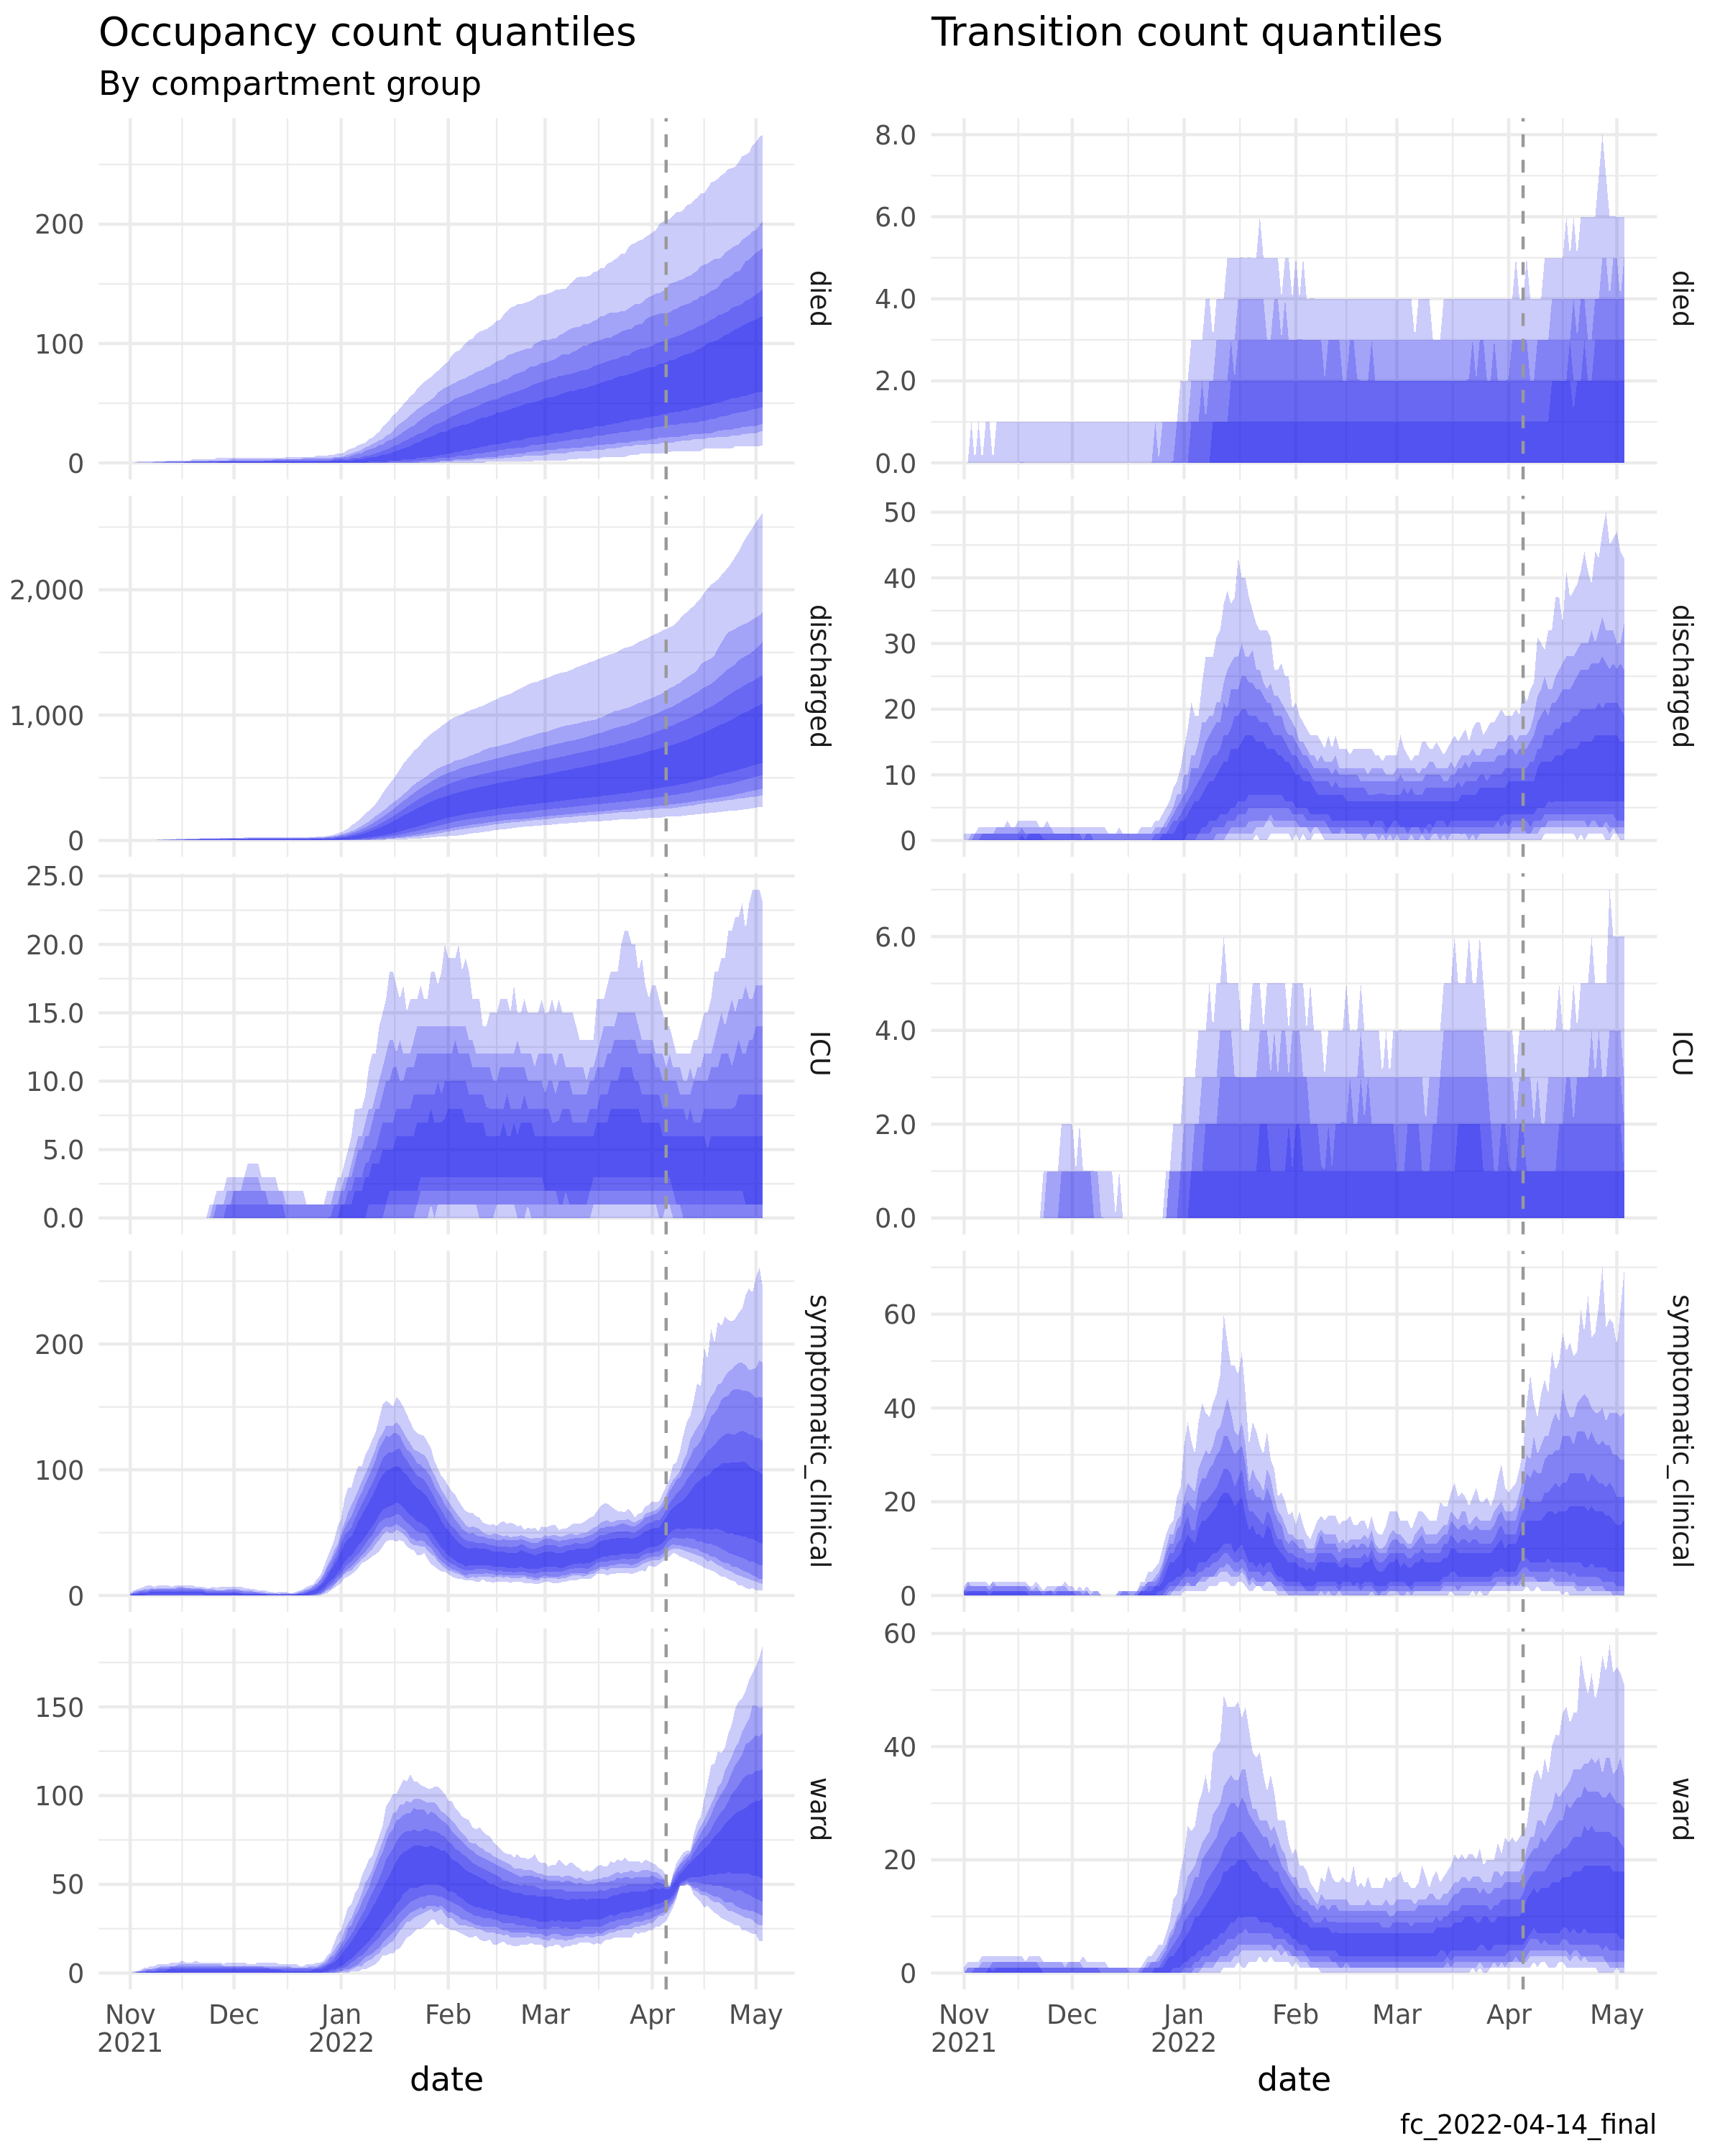 Occupancy count quantiles
By compartment group
200
100
0
died
2,000
1,000
0
discharged
25.0
20.0
15.0
10.0
5.0
0.0
ICU
200
100
0
symptomatic_clinical
150
100
50
0
ward
Nov Dec Jan Feb Mar Apr May
2021 2022
date
Transition count quantiles
8.0
6.0
4.0
2.0
0.0
died
50
40
30
20
10
0
discharged
6.0
4.0
2.0
0.0
ICU
60
40
20
0
symptomatic_clinical
60
40
20
0
ward
Nov Dec Jan Feb Mar Apr May
2021 2022
date
fc_2022-04-14_final